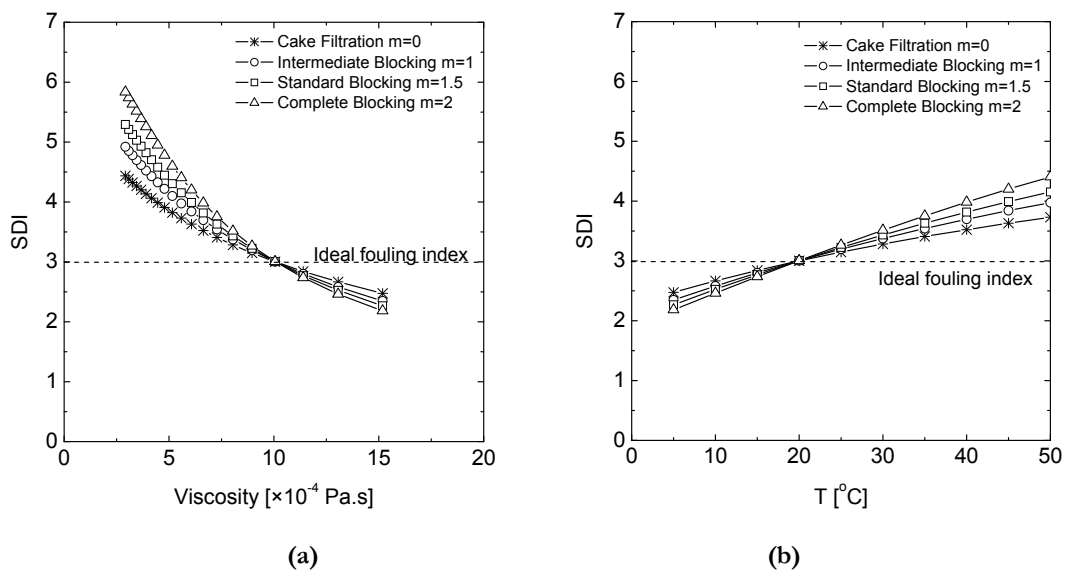 7
6
5
4
3
2
1
0
SDI
Cake Filtration m=0
Intermediate Blocking m=1
Standard Blocking m=1.5
Complete Blocking m=2
Ideal fouling index
0 5 10 15 20
Viscosity [×10⁻⁴ Pa.s]
(a)
7
6
5
4
3
2
1
0
SDI
Cake Filtration m=0
Intermediate Blocking m=1
Standard Blocking m=1.5
Complete Blocking m=2
Ideal fouling index
0 10 20 30 40 50
T [°C]
(b)